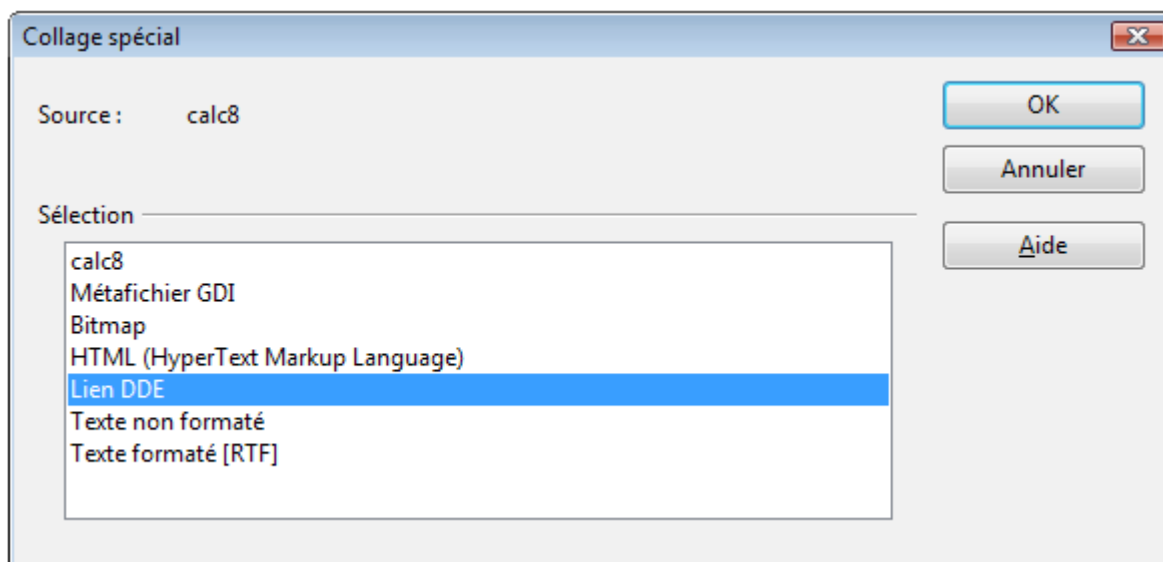 Collage spécial
Source : calc8
OK
Annuler
Aide
Sélection
calc8
Métafichier GDI
Bitmap
HTML (HyperText Markup Language)
Lien DDE
Texte non formaté
Texte formaté [RTF]